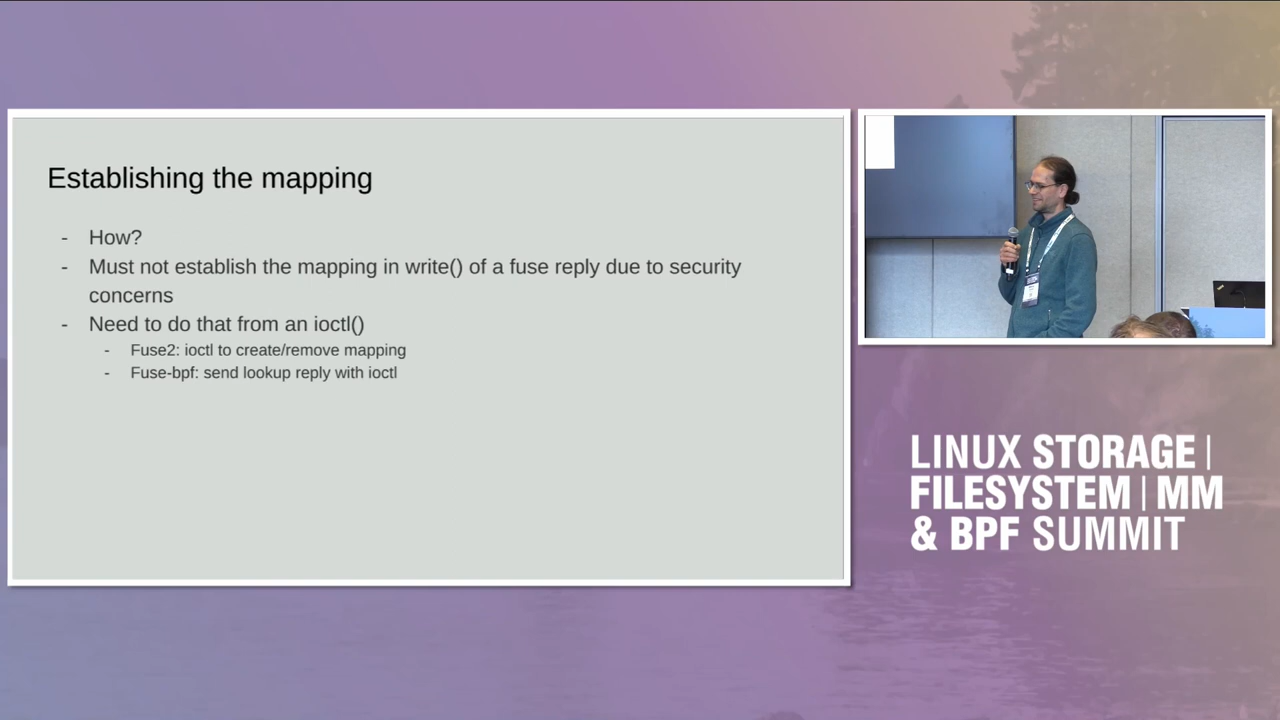 Establishing the mapping
- How?
- Must not establish the mapping in write() of a fuse reply due to security
concerns
- Need to do that from an ioctl()
- Fuse2: ioctl to create/remove mapping
- Fuse-bpf: send lookup reply with ioctl
LINUX STORAGE |
FILESYSTEM | MM
& BPF SUMMIT